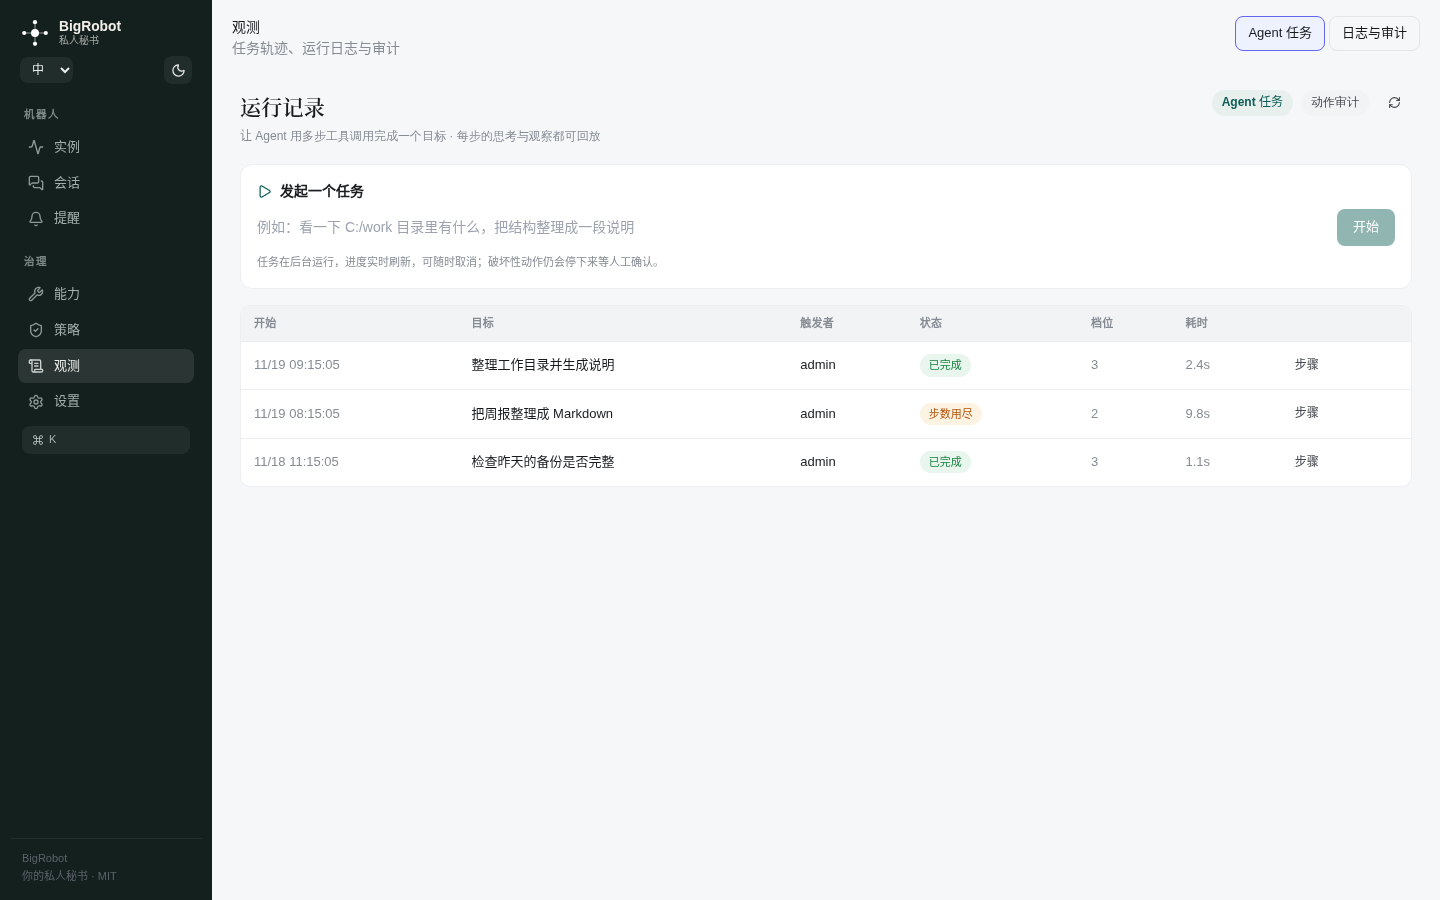 BigRobot
私人秘书
中
机器人
实例
会话
提醒
治理
能力
策略
观测
设置
⌘ K
BigRobot
你的私人秘书 · MIT
观测
任务轨迹、运行日志与审计
Agent 任务
日志与审计
运行记录
让 Agent 用多步工具调用完成一个目标 · 每步的思考与观察都可回放
Agent 任务
动作审计
发起一个任务
例如：看一下 C:/work 目录里有什么，把结构整理成一段说明
开始
任务在后台运行，进度实时刷新，可随时取消；破坏性动作仍会停下来等人工确认。
开始 目标 触发者 状态 档位 耗时
11/19 09:15:05 整理工作目录并生成说明 admin 已完成 3 2.4s 步骤
11/19 08:15:05 把周报整理成 Markdown admin 步数用尽 2 9.8s 步骤
11/18 11:15:05 检查昨天的备份是否完整 admin 已完成 3 1.1s 步骤